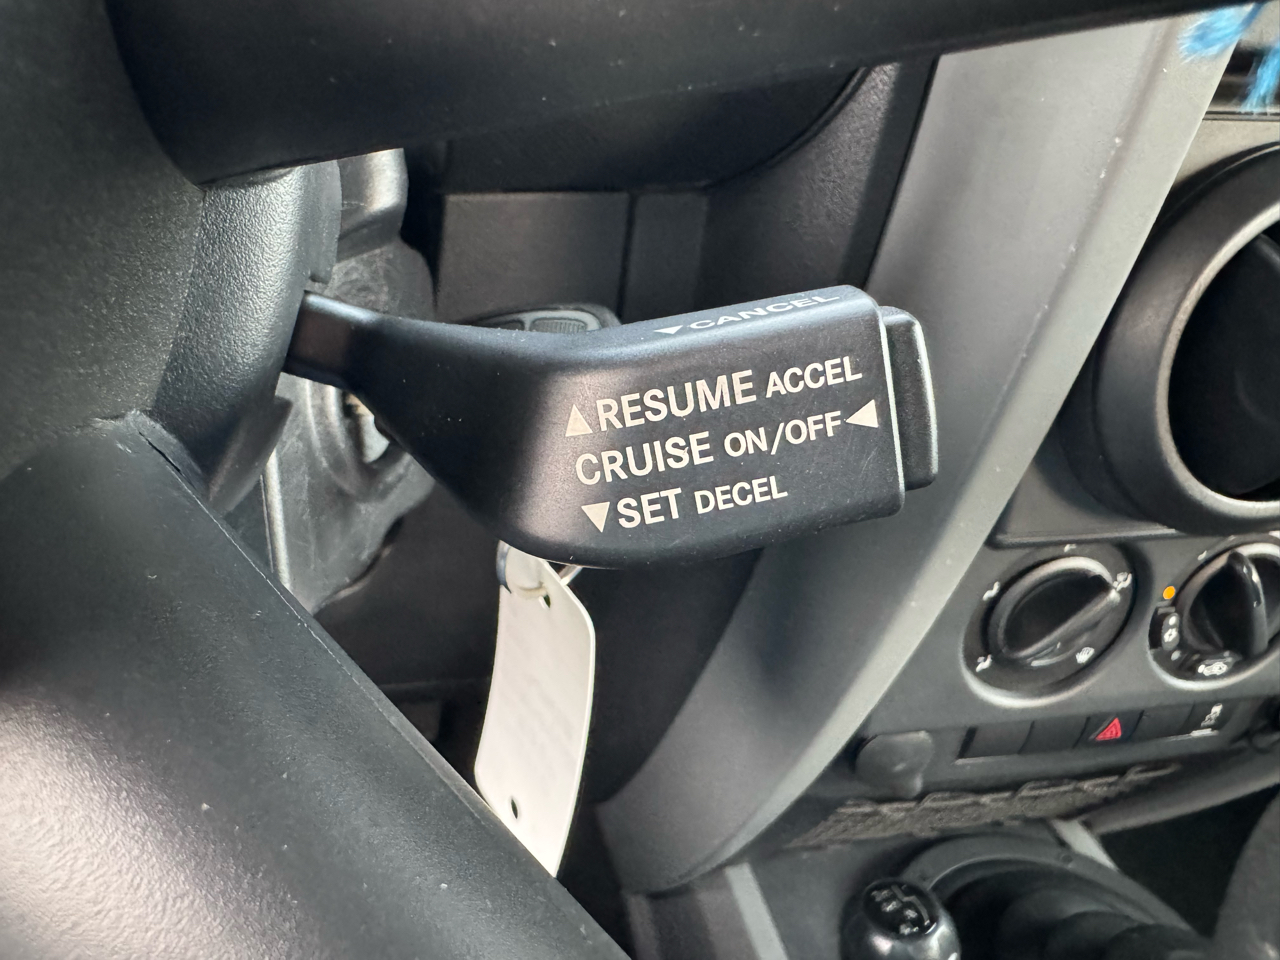 ▼CANCEL
▲RESUME ACCEL
CRUISE ON/OFF◀
▼SET DECEL